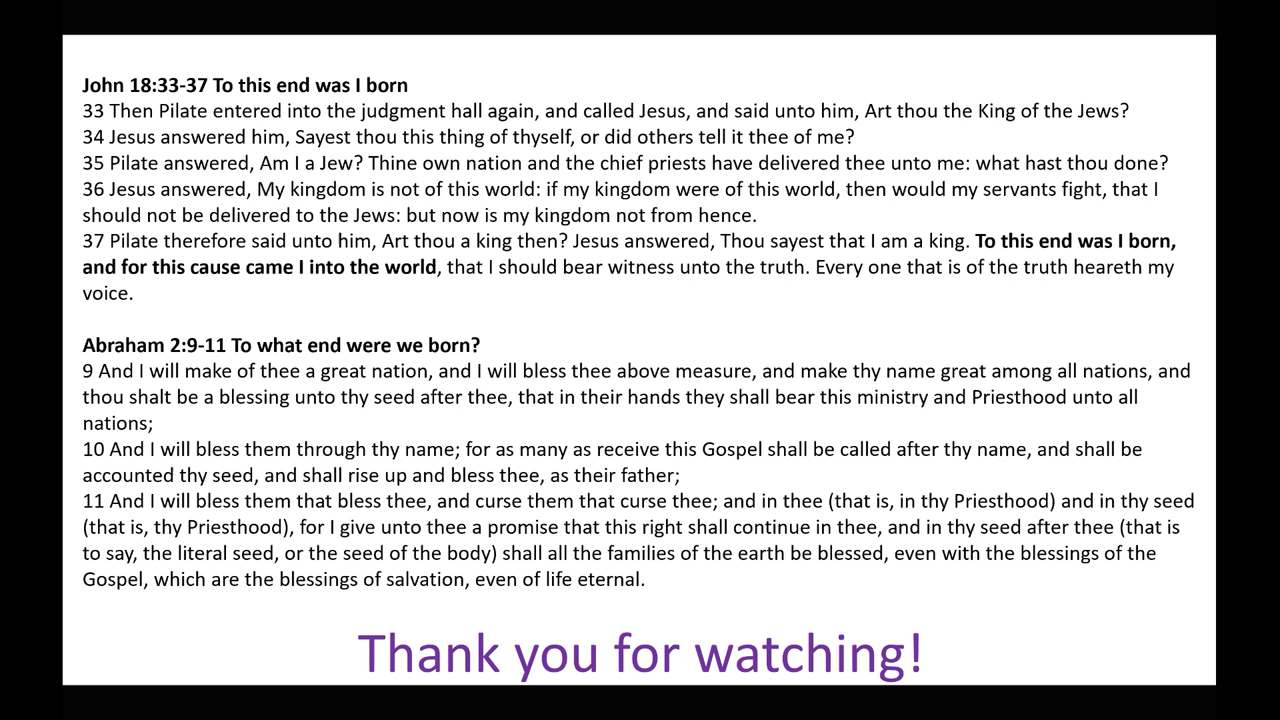 John 18:33-37 To this end was I born
33 Then Pilate entered into the judgment hall again, and called Jesus, and said unto him, Art thou the King of the Jews?
34 Jesus answered him, Sayest thou this thing of thyself, or did others tell it thee of me?
35 Pilate answered, Am I a Jew? Thine own nation and the chief priests have delivered thee unto me: what hast thou done?
36 Jesus answered, My kingdom is not of this world: if my kingdom were of this world, then would my servants fight, that I
should not be delivered to the Jews: but now is my kingdom not from hence.
37 Pilate therefore said unto him, Art thou a king then? Jesus answered, Thou sayest that I am a king. To this end was I born,
and for this cause came I into the world, that I should bear witness unto the truth. Every one that is of the truth heareth my
voice.
Abraham 2:9-11 To what end were we born?
9 And I will make of thee a great nation, and I will bless thee above measure, and make thy name great among all nations, and
thou shalt be a blessing unto thy seed after thee, that in their hands they shall bear this ministry and Priesthood unto all
nations;
10 And I will bless them through thy name; for as many as receive this Gospel shall be called after thy name, and shall be
accounted thy seed, and shall rise up and bless thee, as their father;
11 And I will bless them that bless thee, and curse them that curse thee; and in thee (that is, in thy Priesthood) and in thy seed
(that is, thy Priesthood), for I give unto thee a promise that this right shall continue in thee, and in thy seed after thee (that is
to say, the literal seed, or the seed of the body) shall all the families of the earth be blessed, even with the blessings of the
Gospel, which are the blessings of salvation, even of life eternal.
Thank you for watching!